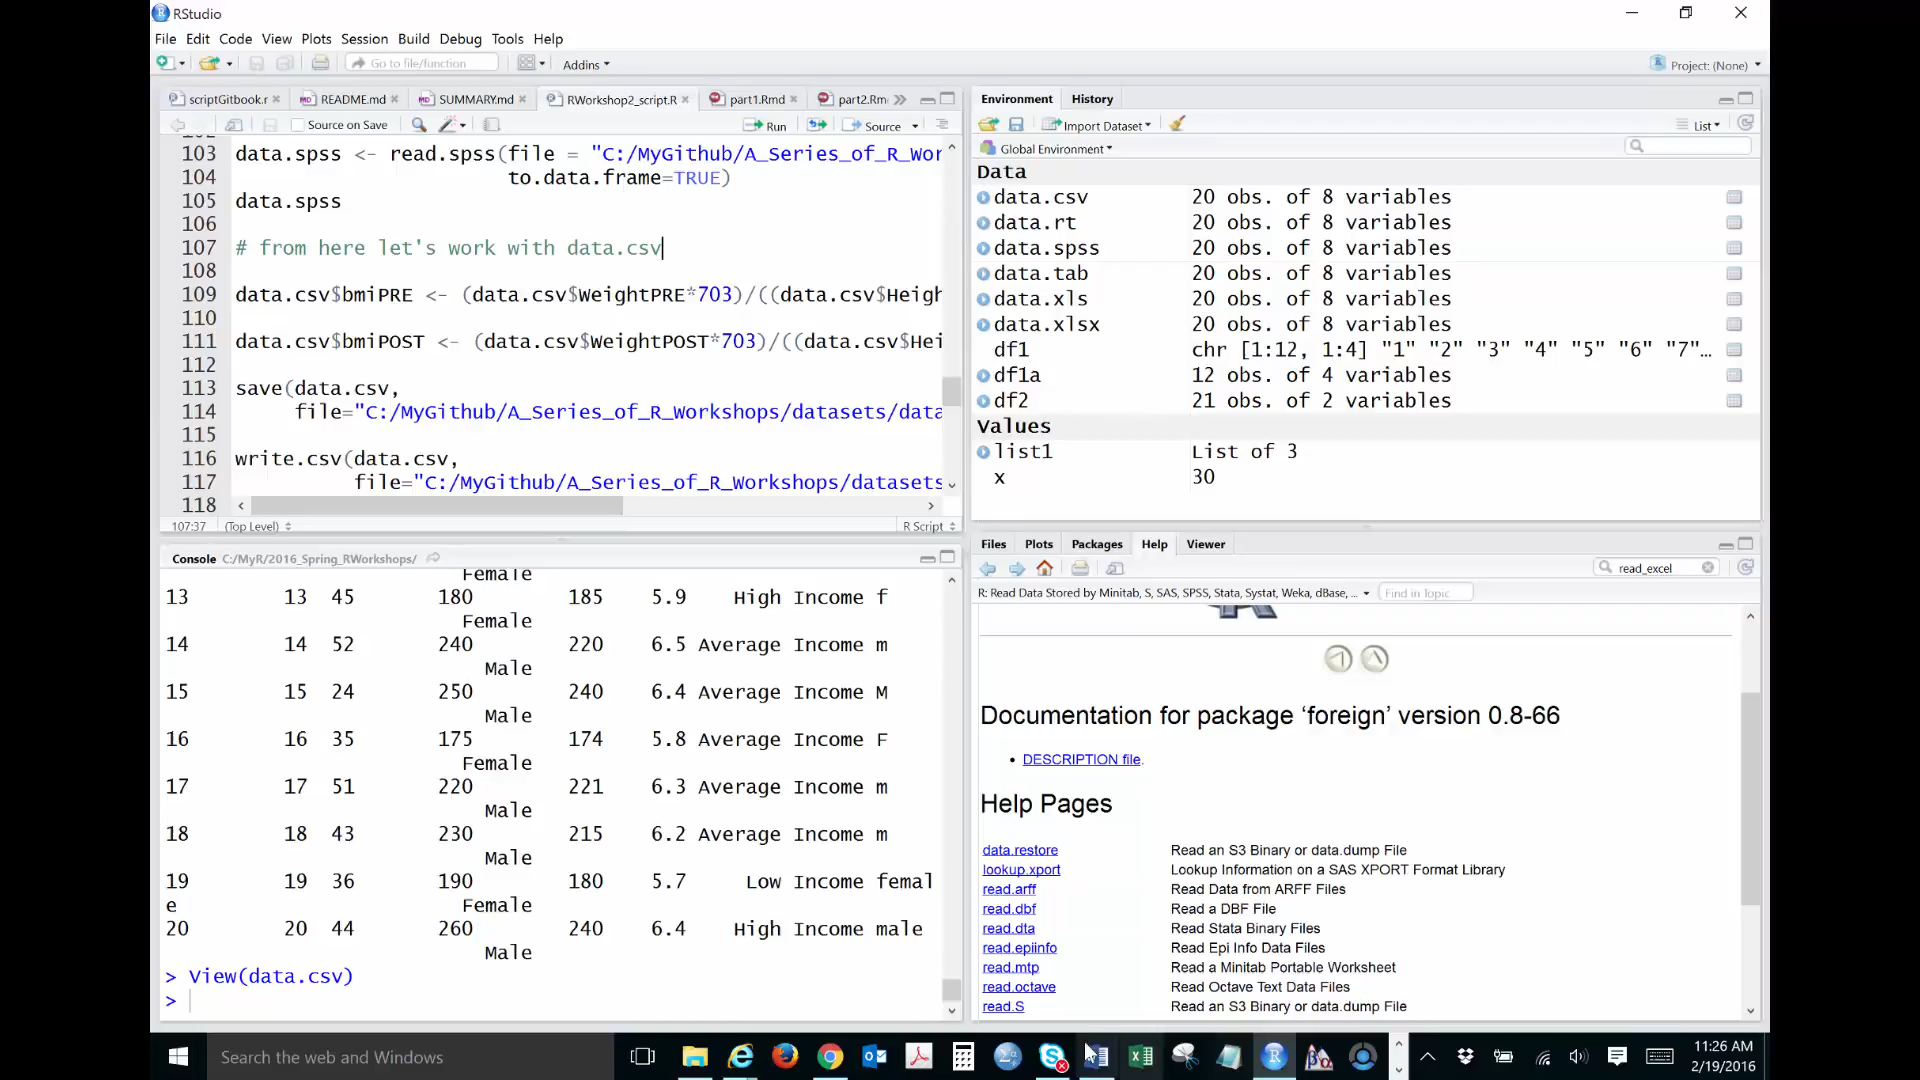 RStudio
File Edit Code View Plots Session Build Debug Tools Help
Go to file/function
Addins
Project: (None)
scriptGitbook.r
README.md
SUMMARY.md
RWorkshop2_script.R
part1.Rmd
part2.Rm
Source on Save
Run
Source
103 data.spss <- read.spss(file = "C:/MyGithub/A_Series_of_R_Wor
104 to.data.frame=TRUE)
105 data.spss
106
107 # from here let's work with data.csv
108
109 data.csv$bmiPRE <- (data.csv$WeightPRE*703)/((data.csv$Heigh
110
111 data.csv$bmiPOST <- (data.csv$WeightPOST*703)/((data.csv$Hei
112
113 save(data.csv,
114 file="C:/MyGithub/A_Series_of_R_Workshops/datasets/data
115
116 write.csv(data.csv,
117 file="C:/MyGithub/A_Series_of_R_Workshops/datasets
118
107:37 (Top Level) R Script
Console C:/MyR/2016_Spring_RWorkshops/
Female
13 13 45 180 185 5.9 High Income f
Female
14 14 52 240 220 6.5 Average Income m
Male
15 15 24 250 240 6.4 Average Income M
Male
16 16 35 175 174 5.8 Average Income F
Female
17 17 51 220 221 6.3 Average Income m
Male
18 18 43 230 215 6.2 Average Income m
Male
19 19 36 190 180 5.7 Low Income femal
e Female
20 20 44 260 240 6.4 High Income male
Male
> View(data.csv)
>
Environment History
Import Dataset
List
Global Environment
Data
data.csv 20 obs. of 8 variables
data.rt 20 obs. of 8 variables
data.spss 20 obs. of 8 variables
data.tab 20 obs. of 8 variables
data.xls 20 obs. of 8 variables
data.xlsx 20 obs. of 8 variables
df1 chr [1:12, 1:4] "1" "2" "3" "4" "5" "6" "7"...
df1a 12 obs. of 4 variables
df2 21 obs. of 2 variables
Values
list1 List of 3
x 30
Files Plots Packages Help Viewer
read_excel
R: Read Data Stored by Minitab, S, SAS, SPSS, Stata, Systat, Weka, dBase, ...
Find in Topic
Documentation for package ‘foreign’ version 0.8-66
• DESCRIPTION file.
Help Pages
data.restore Read an S3 Binary or data.dump File
lookup.xport Lookup Information on a SAS XPORT Format Library
read.arff Read Data from ARFF Files
read.dbf Read a DBF File
read.dta Read Stata Binary Files
read.epiinfo Read Epi Info Data Files
read.mtp Read a Minitab Portable Worksheet
read.octave Read Octave Text Data Files
read.S Read an S3 Binary or data.dump File
Search the web and Windows
11:26 AM
2/19/2016